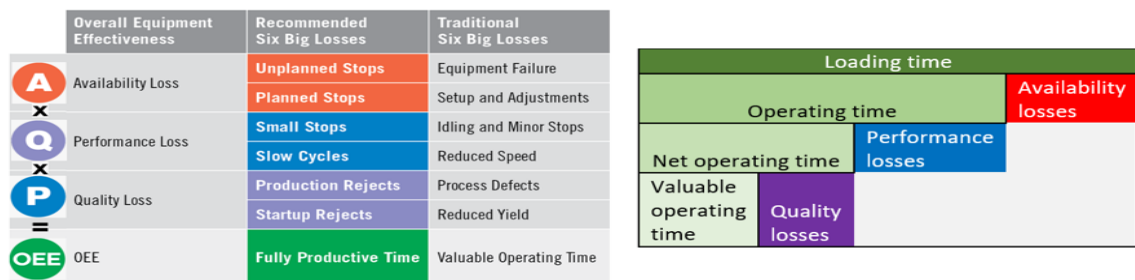 Overall Equipment
Effectiveness
Recommended
Six Big Losses
Traditional
Six Big Losses
A
Availability Loss
Unplanned Stops
Equipment Failure
Planned Stops
Setup and Adjustments
x
Q
Performance Loss
Small Stops
Idling and Minor Stops
Slow Cycles
Reduced Speed
x
P
Quality Loss
Production Rejects
Process Defects
Startup Rejects
Reduced Yield
=
OEE
OEE
Fully Productive Time
Valuable Operating Time
Loading time
Operating time
Availability
losses
Net operating time
Performance
losses
Valuable
operating
time
Quality
losses